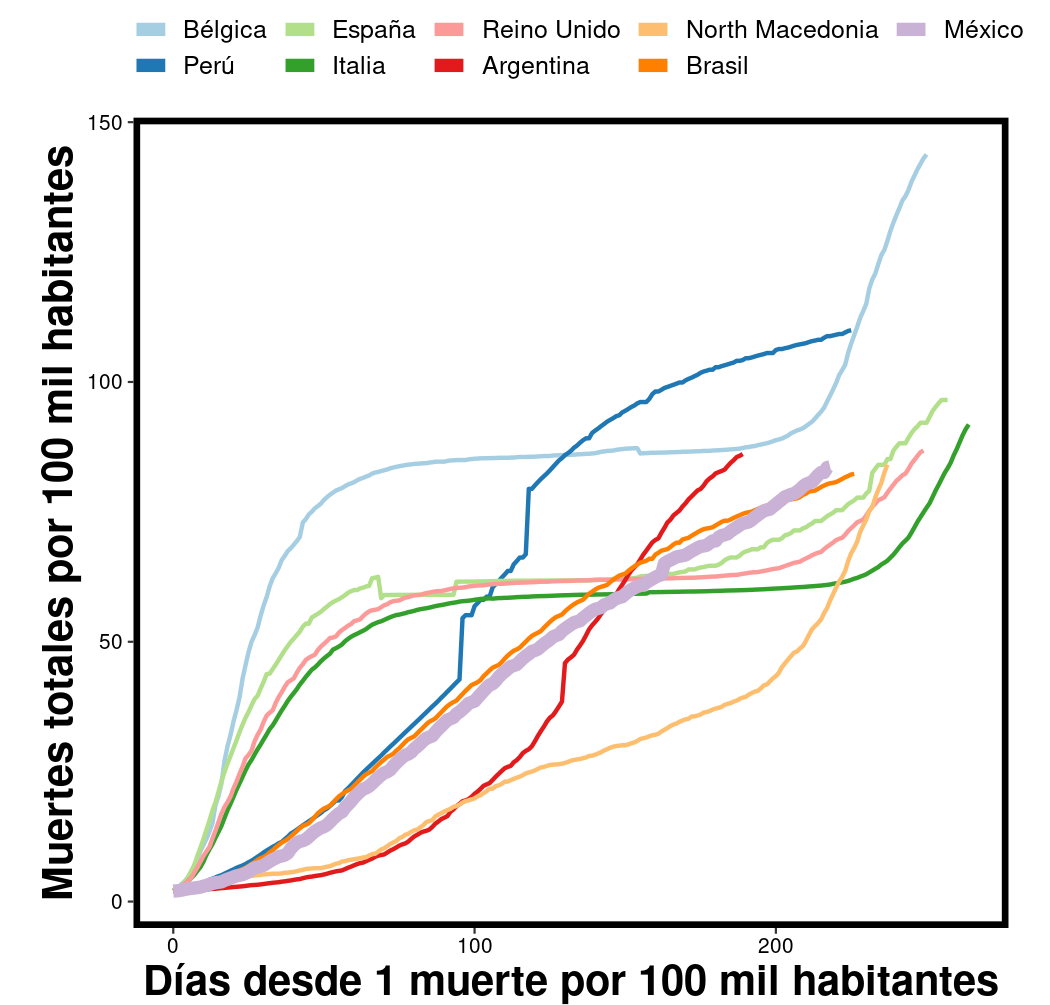 Bélgica España Reino Unido North Macedonia México
Perú Italia Argentina Brasil
150
100
50
0
Muertes totales por 100 mil habitantes
0 100 200
Días desde 1 muerte por 100 mil habitantes